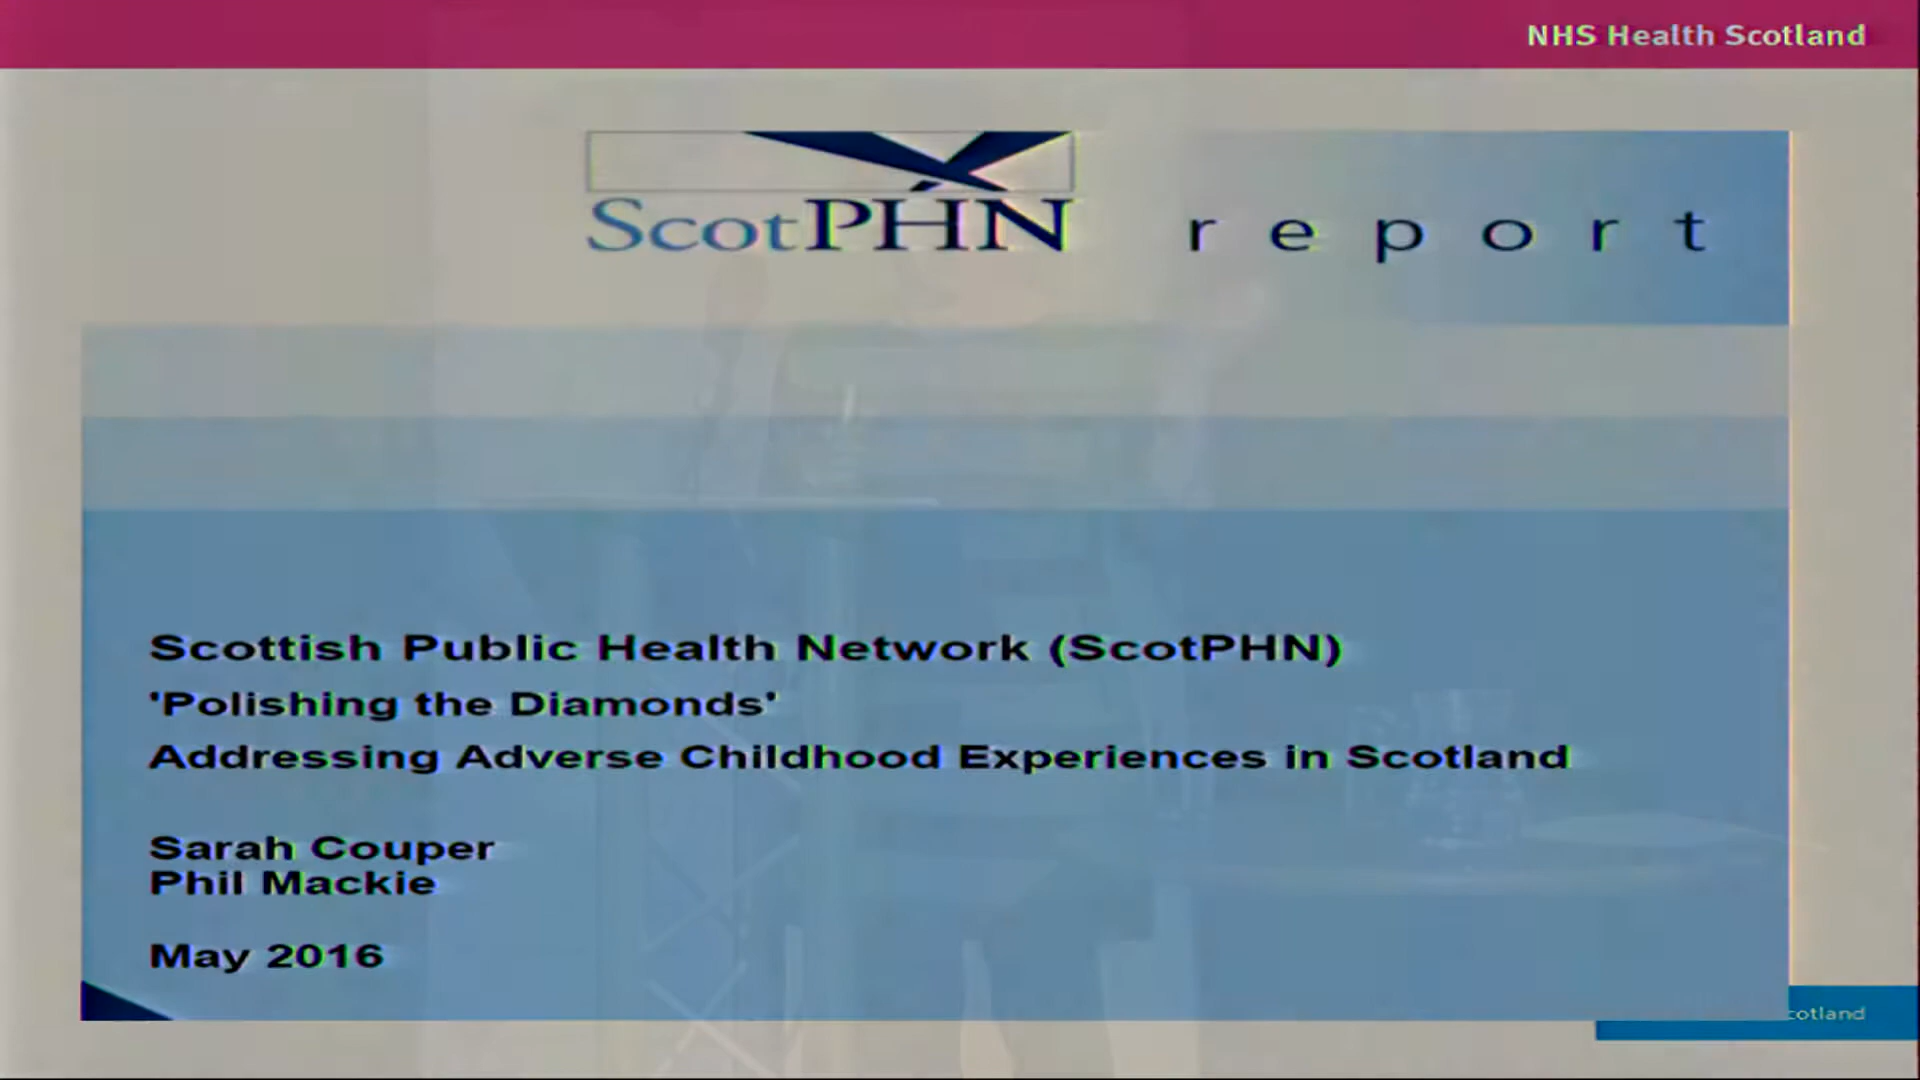 NHS Health Scotland
ScotPHN report
Scottish Public Health Network (ScotPHN)
'Polishing the Diamonds'
Addressing Adverse Childhood Experiences in Scotland
Sarah Couper
Phil Mackie
May 2016
cotland